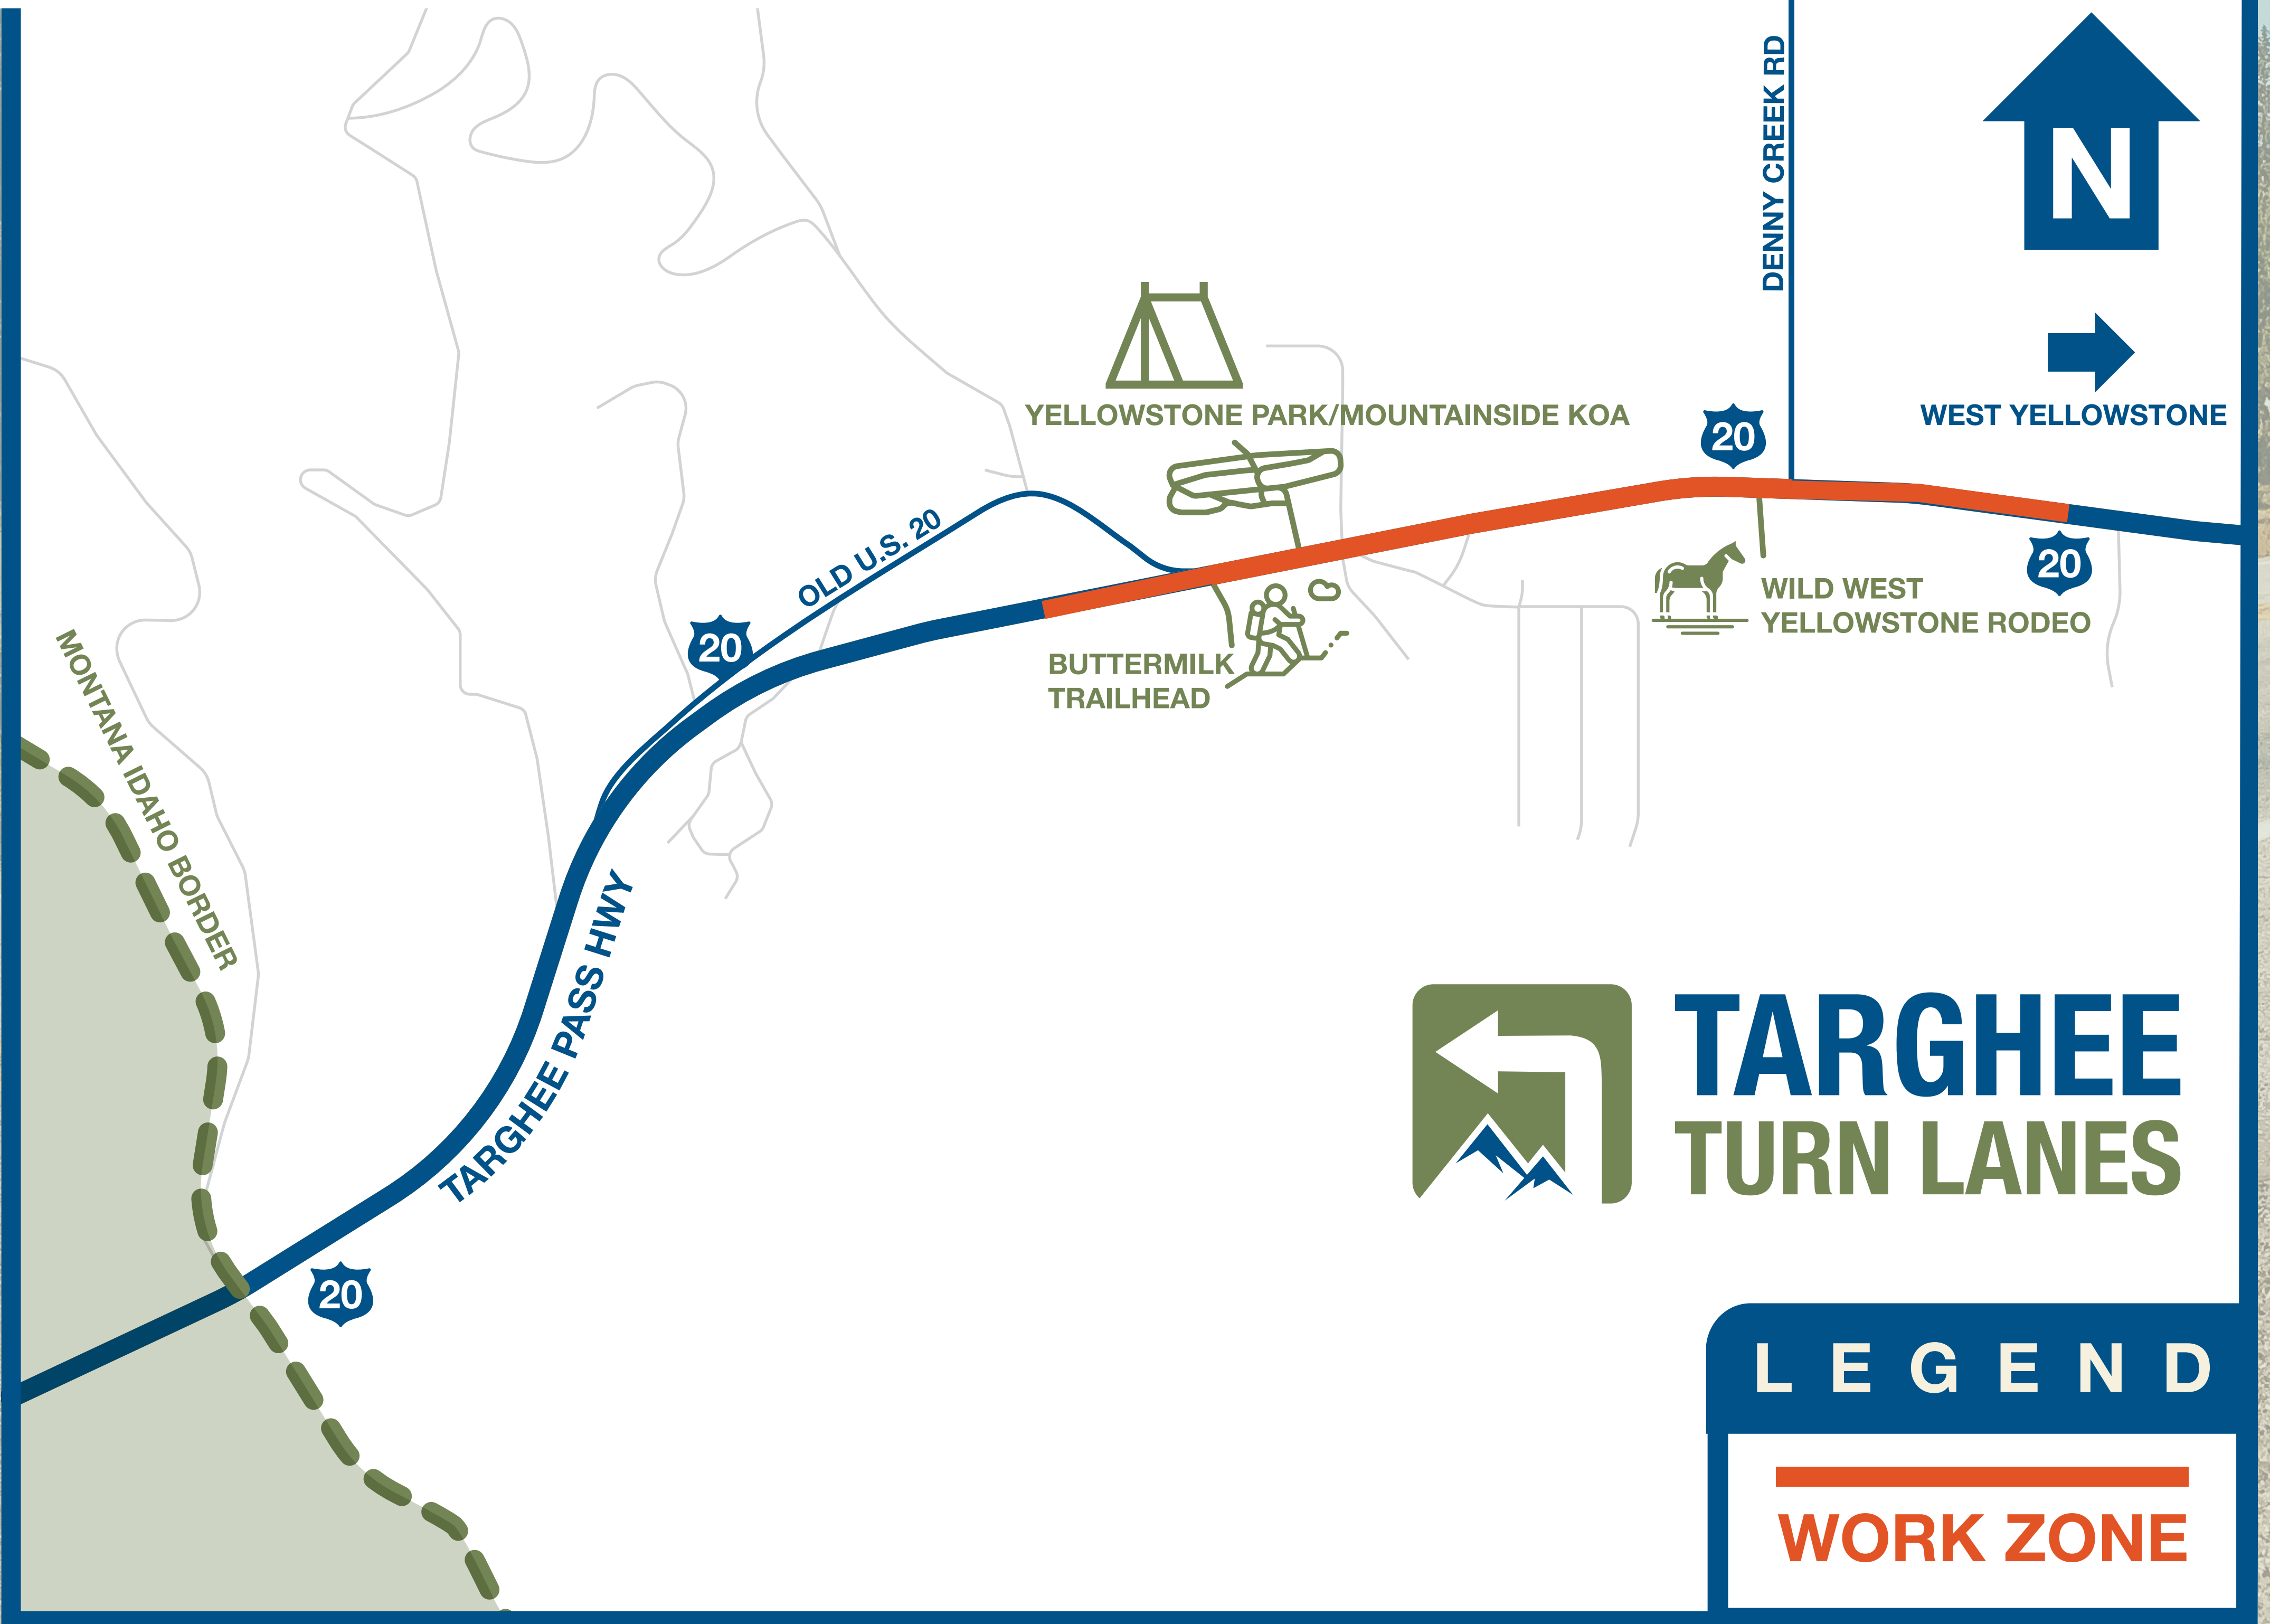 DENNY CREEK RD
N
WEST YELLOWSTONE
YELLOWSTONE PARK/MOUNTAINSIDE KOA
20
OLD U.S. 20
20
20
WILD WEST
YELLOWSTONE RODEO
BUTTERMILK
TRAILHEAD
MONTANA IDAHO BORDER
TARGHEE PASS HWY
20
TARGHEE
TURN LANES
LEGEND
WORK ZONE